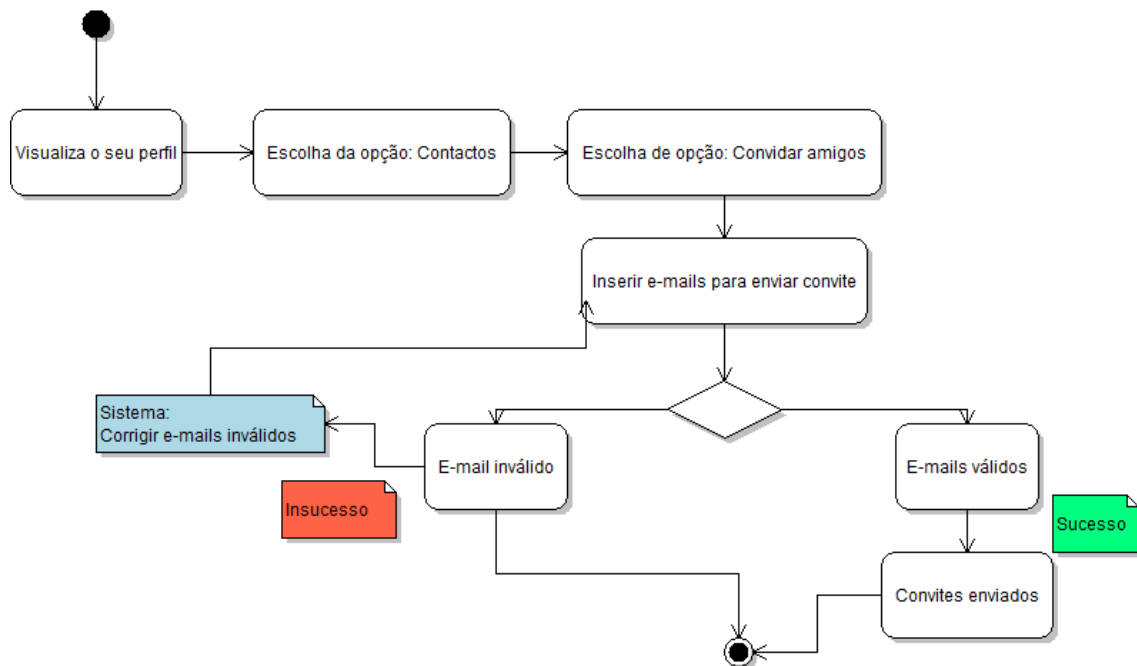 Visualiza o seu perfil
Escolha da opção: Contactos
Escolha de opção: Convidar amigos
Inserir e-mails para enviar convite
Sistema:
Corrigir e-mails inválidos
E-mail inválido
E-mails válidos
Insucesso
Sucesso
Convites enviados